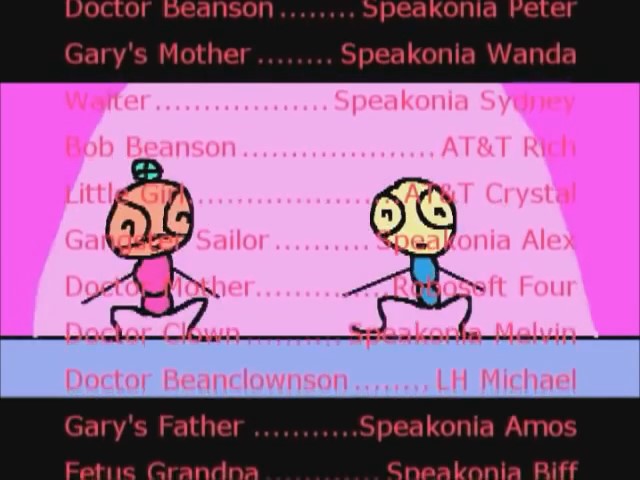 Doctor Beanson........Speakonia Peter
Gary's Mother........Speakonia Wanda
Waiter..................Speakonia Sydney
Bob Beanson....................AT&T Rich
Little Girl.....................AT&T Crystal
Gangster Sailor..........Speakonia Alex
Doctor Mother............Robosoft Four
Doctor Clown..........Speakonia Melvin
Doctor Beanclownson........LH Michael
Gary's Father ...........Speakonia Amos
Fetus Grandpa............Speakonia Biff